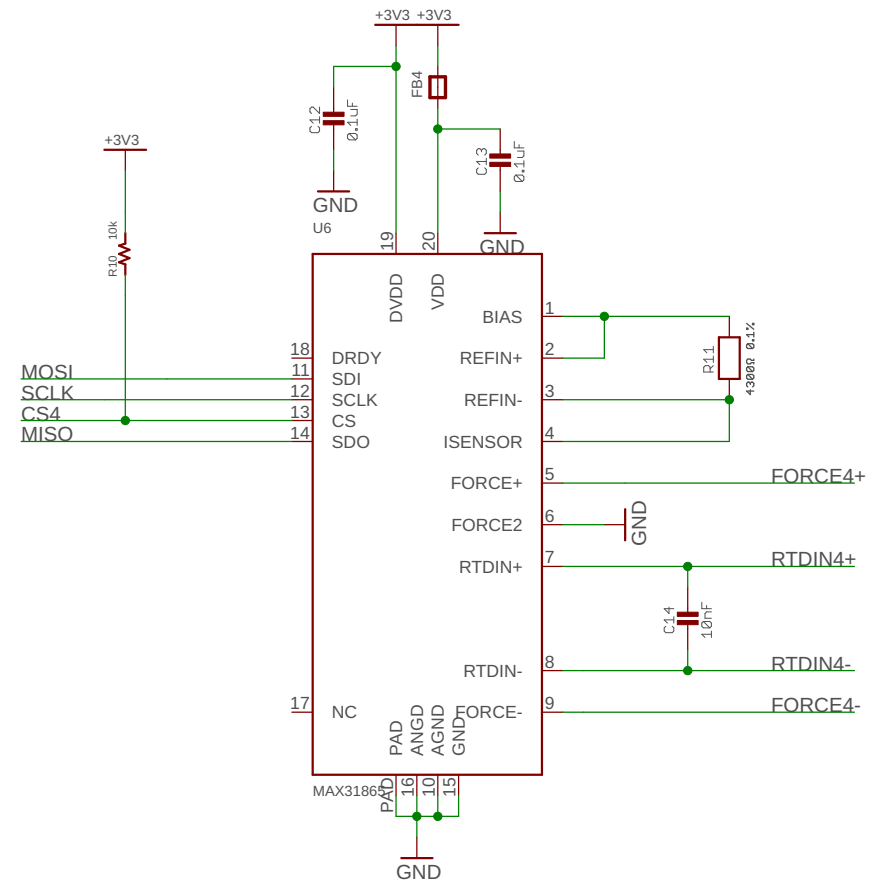 +3V3 +3V3
FB4
C12
0.1uF
C13
0.1uF
+3V3
GND
U6
GND
10k
R10
19
20
DVDD
VDD
BIAS
1
REFIN+
2
R11
4300Ω 0.1%
18
DRDY
MOSI
11
SDI
SCLK
12
SCLK
REFIN-
3
CS4
13
CS
MISO
14
SDO
ISENSOR
4
FORCE+
5
FORCE4+
FORCE2
6
GND
RTDIN+
7
RTDIN4+
C14
10nF
RTDIN-
8
RTDIN4-
17
NC
FORCE-
9
FORCE4-
PAD
ANGD
AGND
GND
MAX31865
PAD
16
10
15
GND